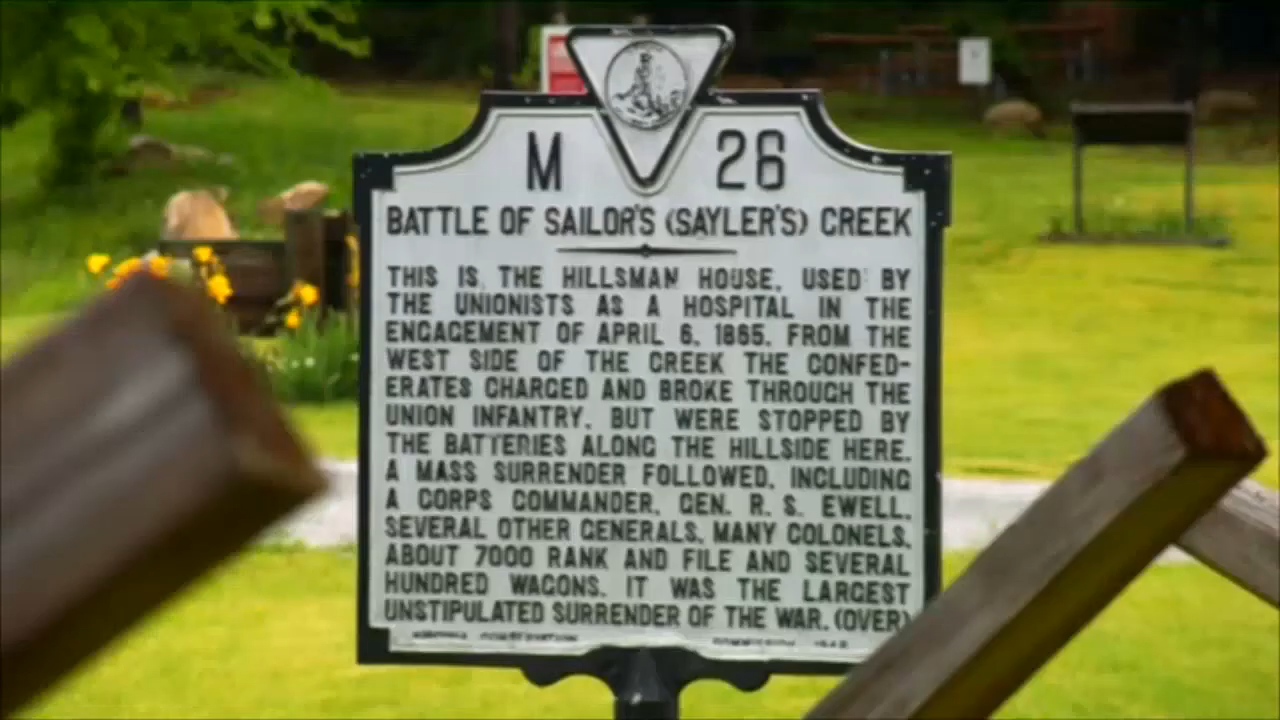 M 26
BATTLE OF SAILOR'S (SAYLER'S) CREEK
THIS IS THE HILLSMAN HOUSE, USED BY
THE UNIONISTS AS A HOSPITAL IN THE
ENGAGEMENT OF APRIL 6, 1865. FROM THE
WEST SIDE OF THE CREEK THE CONFED-
ERATES CHARGED AND BROKE THROUGH THE
UNION INFANTRY, BUT WERE STOPPED BY
THE BATTERIES ALONG THE HILLSIDE HERE.
A MASS SURRENDER FOLLOWED, INCLUDING
A CORPS COMMANDER, GEN. R. S. EWELL,
SEVERAL OTHER GENERALS, MANY COLONELS,
ABOUT 7000 RANK AND FILE AND SEVERAL
HUNDRED WAGONS. IT WAS THE LARGEST
UNSTIPULATED SURRENDER OF THE WAR. (OVER)
CONSERVATION COMMISSION